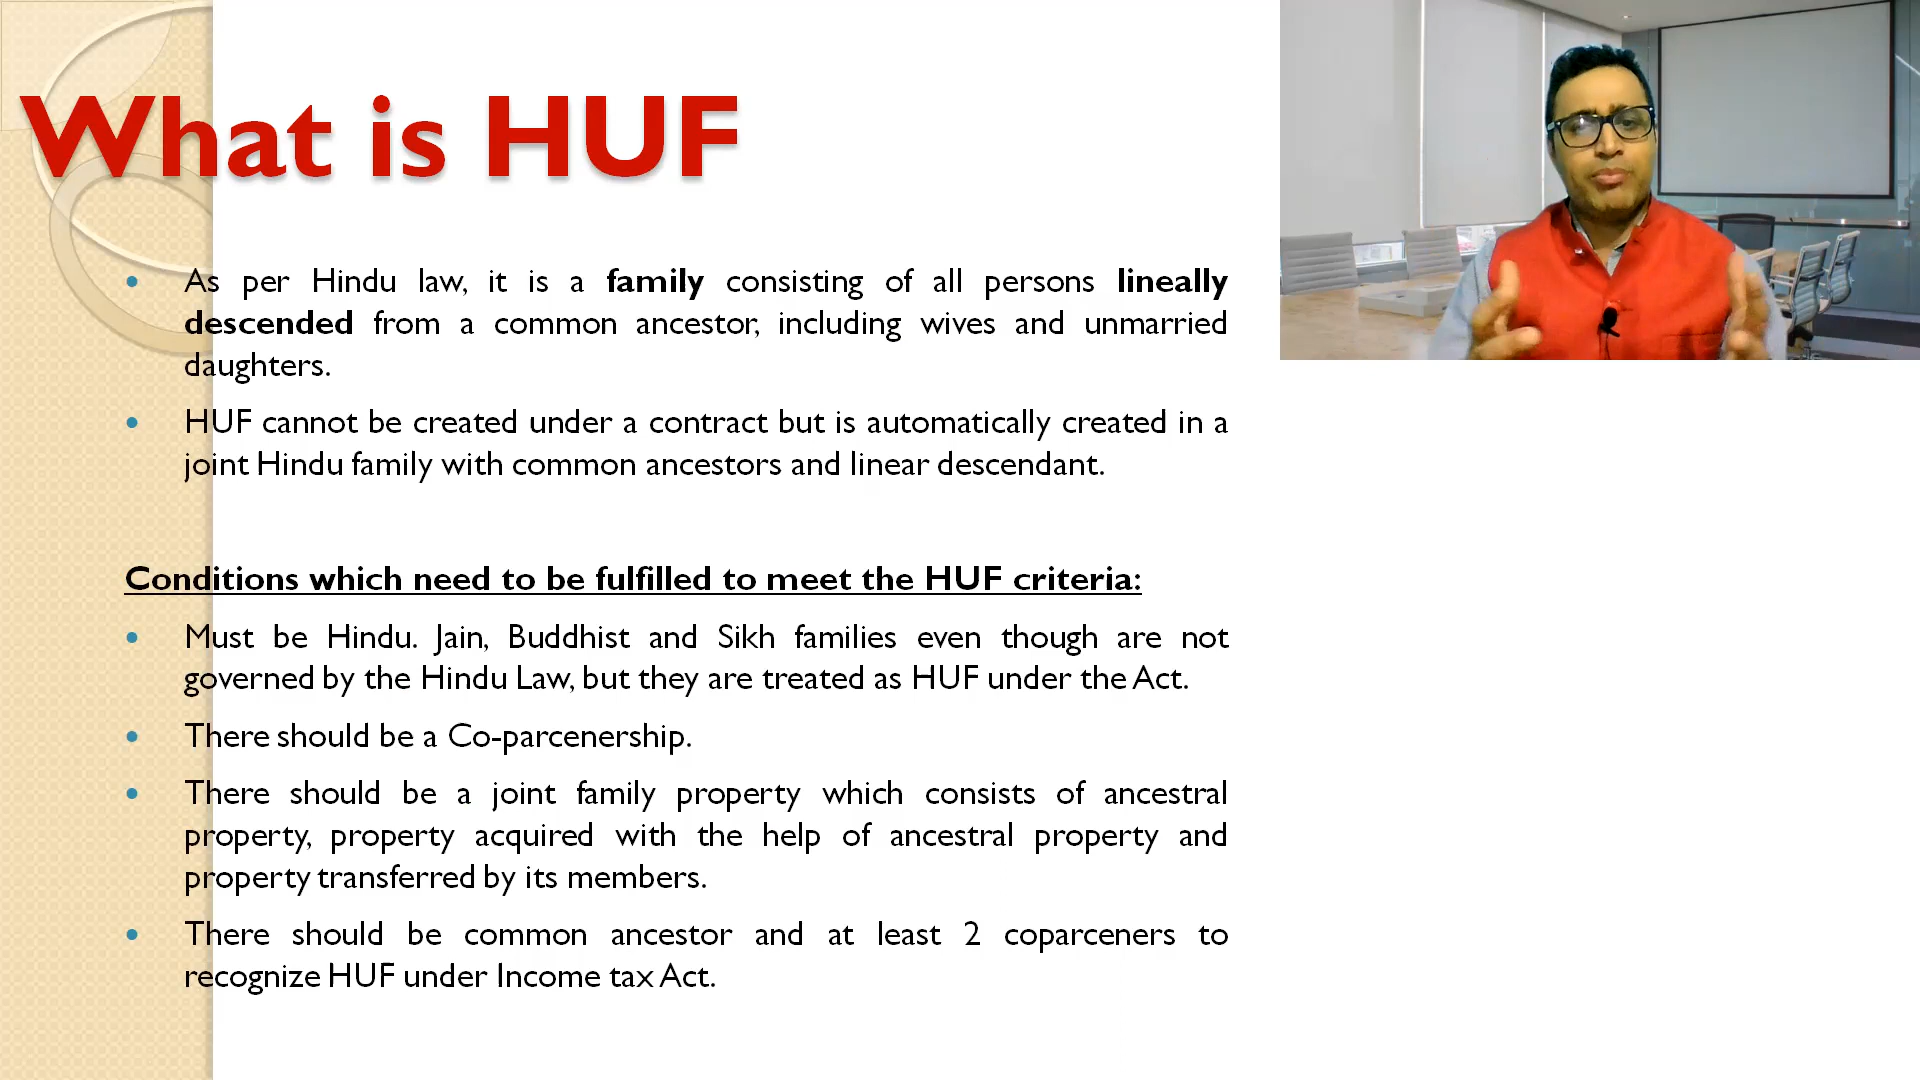 What is HUF
• As per Hindu law, it is a family consisting of all persons lineally
descended from a common ancestor, including wives and unmarried
daughters.
• HUF cannot be created under a contract but is automatically created in a
joint Hindu family with common ancestors and linear descendant.
Conditions which need to be fulfilled to meet the HUF criteria:
• Must be Hindu. Jain, Buddhist and Sikh families even though are not
governed by the Hindu Law, but they are treated as HUF under the Act.
• There should be a Co-parcenership.
• There should be a joint family property which consists of ancestral
property, property acquired with the help of ancestral property and
property transferred by its members.
• There should be common ancestor and at least 2 coparceners to
recognize HUF under Income tax Act.